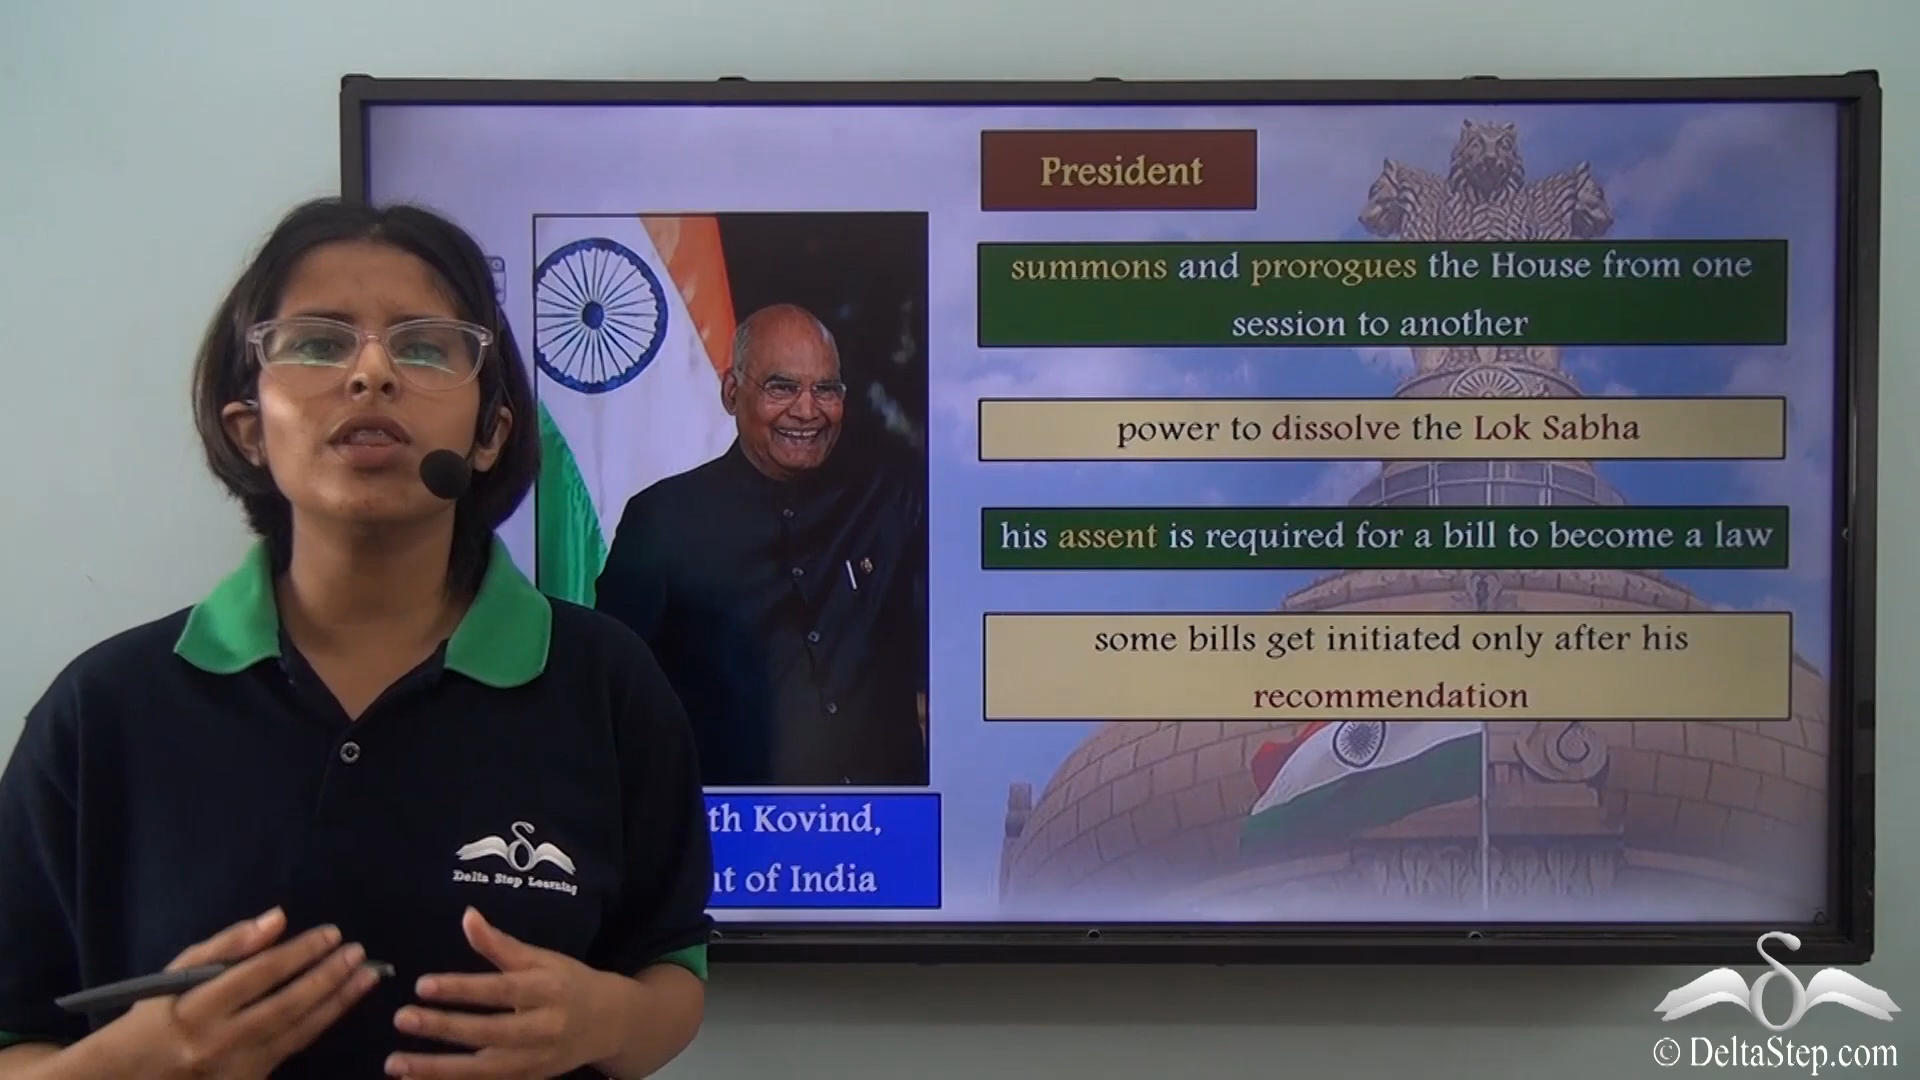 President
summons and prorogues the House from one
session to another
power to dissolve the Lok Sabha
his assent is required for a bill to become a law
some bills get initiated only after his
recommendation
th Kovind,
of India
Delta Step Learning
© DeltaStep.com